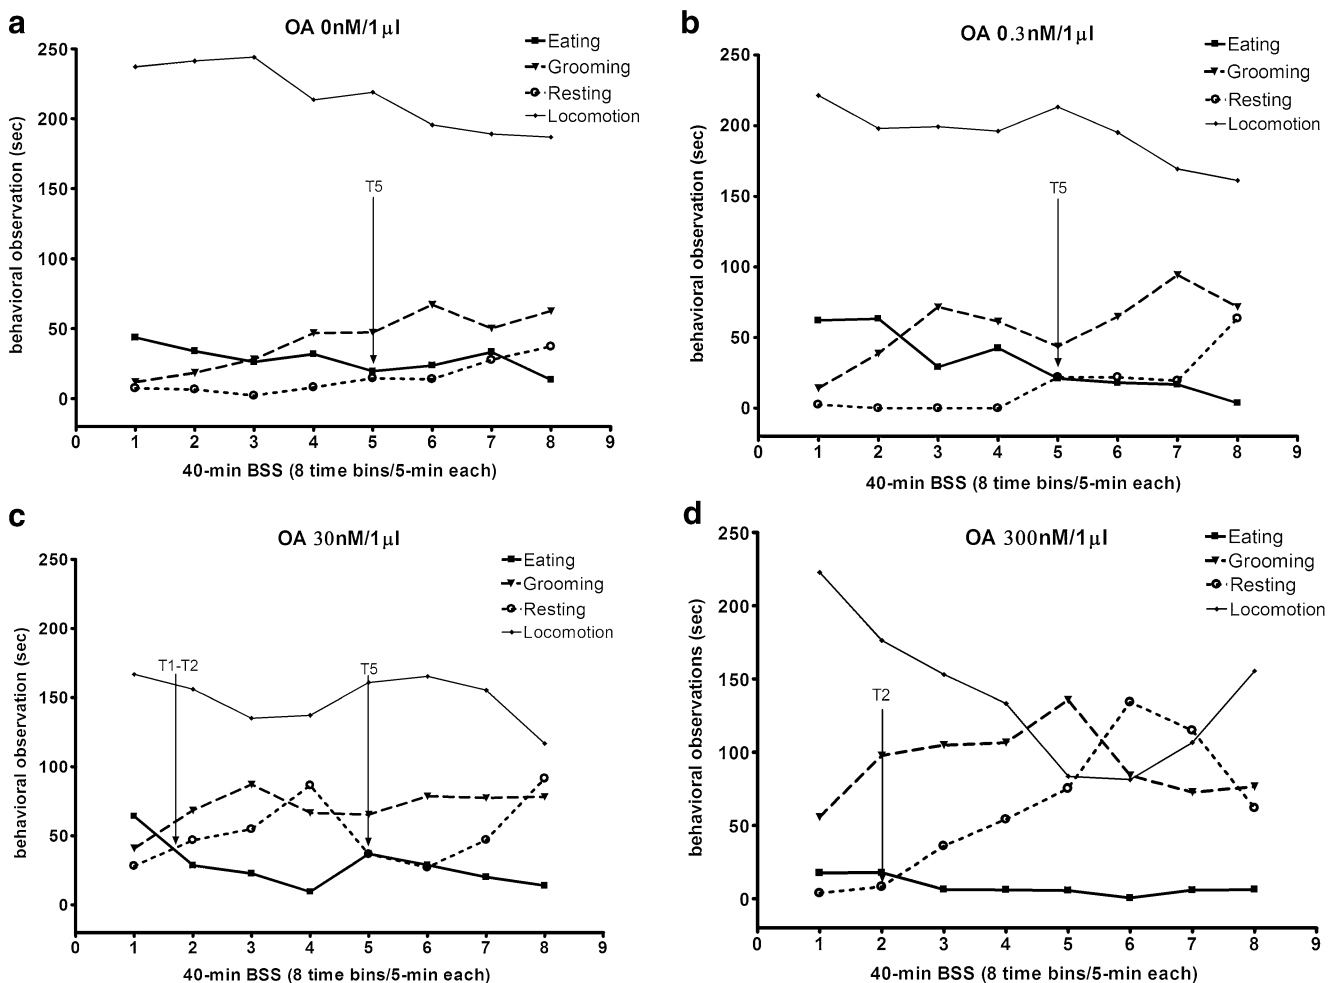 a
OA 0nM/1µl
Eating
Grooming
Resting
Locomotion
behavioral observation (sec)
250
200
150
100
50
0
T5
0 1 2 3 4 5 6 7 8 9
40-min BSS (8 time bins/5-min each)
b
OA 0.3nM/1µl
Eating
Grooming
Resting
Locomotion
behavioral observation (sec)
250
200
150
100
50
0
T5
0 1 2 3 4 5 6 7 8 9
40-min BSS (8 time bins/5-min each)
c
OA 30nM/1µl
Eating
Grooming
Resting
Locomotion
behavioral observation (sec)
250
200
150
100
50
0
T1-T2
T5
0 1 2 3 4 5 6 7 8 9
40-min BSS (8 time bins/5-min each)
d
OA 300nM/1µl
Eating
Grooming
Resting
Locomotion
behavioral observations (sec)
250
200
150
100
50
0
T2
0 1 2 3 4 5 6 7 8 9
40-min BSS (8 time bins/5-min each)